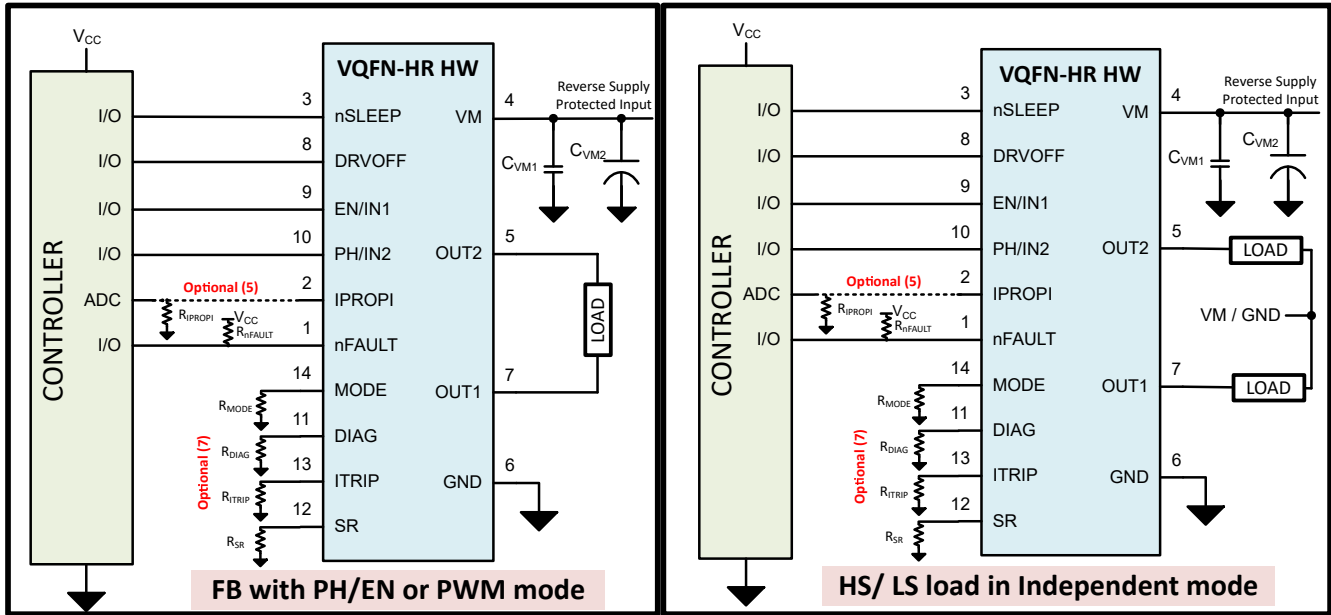 VCC
CONTROLLER
I/O
I/O
I/O
I/O
ADC
I/O
VQFN-HR HW
3
nSLEEP
8
DRVOFF
9
EN/IN1
10
PH/IN2
Optional (5)
2
IPROPI
RIPROPI
VCC
RnFAULT
1
nFAULT
14
MODE
RMODE
11
DIAG
RDIAG
13
ITRIP
RITRIP
12
SR
RSR
Optional (7)
VM
4
Reverse Supply
Protected Input
CVM1
CVM2
OUT2
5
LOAD
OUT1
7
GND
6
FB with PH/EN or PWM mode
VCC
CONTROLLER
I/O
I/O
I/O
I/O
ADC
I/O
VQFN-HR HW
3
nSLEEP
8
DRVOFF
9
EN/IN1
10
PH/IN2
Optional (5)
2
IPROPI
RIPROPI
VCC
RnFAULT
1
nFAULT
14
MODE
RMODE
11
DIAG
RDIAG
13
ITRIP
RITRIP
12
SR
RSR
Optional (7)
VM
4
Reverse Supply
Protected Input
CVM1
CVM2
OUT2
5
LOAD
VM / GND
OUT1
7
LOAD
GND
6
HS/ LS load in Independent mode